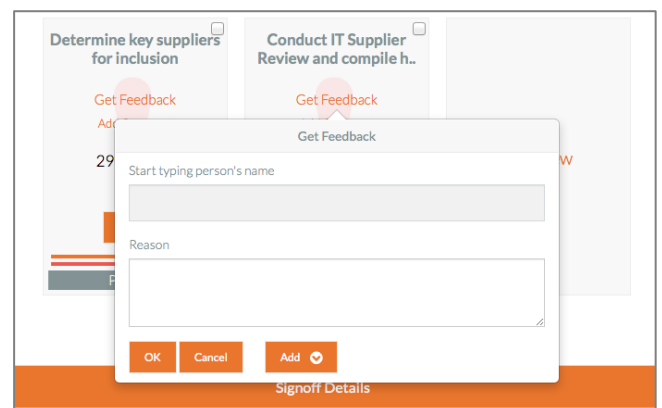 Determine key suppliers
for inclusion
Get Feedback
29
Conduct IT Supplier
Review and compile h..
Get Feedback
Get Feedback
Start typing person's name
Reason
OK Cancel Add
Signoff Details